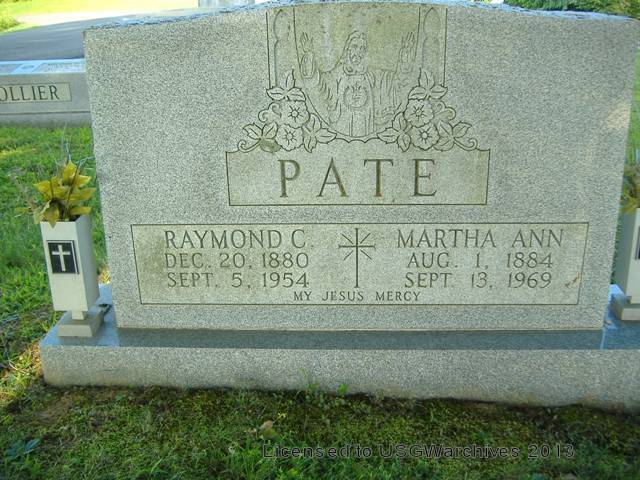 OLLIER
PATE
RAYMOND C.
DEC. 20, 1880
SEPT. 5, 1954
MARTHA ANN
AUG. 1, 1884
SEPT. 13, 1969
MY JESUS MERCY
Licensed to USGWarchives 2013